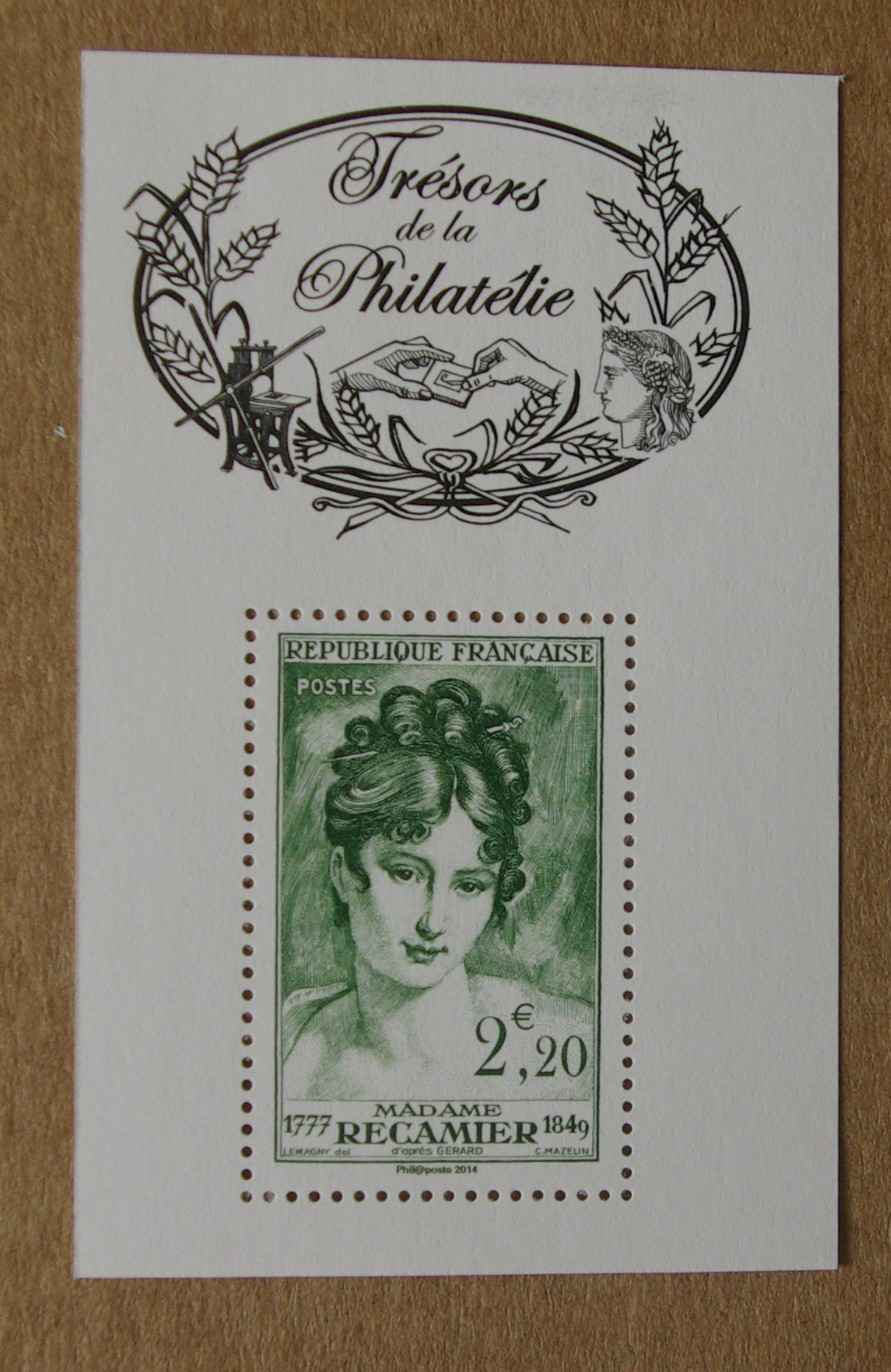 Trésors
de la
Philatélie
REPUBLIQUE FRANÇAISE
POSTES
2,20 €
MADAME
1777 RECAMIER 1849
LEMAGNY del d'après GERARD C. MAZELIN
Phil@poste 2014